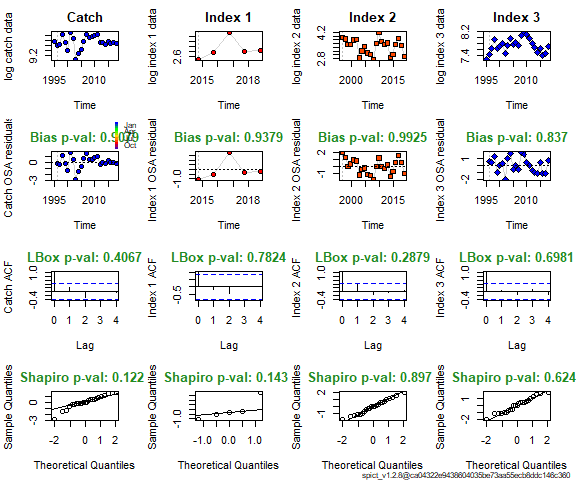 Catch Index 1 Index 2 Index 3
log catch data log index 1 data log index 2 data log index 3 data
9.2 2.6 2.8 4.2 7.4 8.2
1995 2010 2015 2018 2000 2015 1995 2010
Time Time Time Time
Bias p-val: 0.9079 Bias p-val: 0.9379 Bias p-val: 0.9925 Bias p-val: 0.837
Jan
Oct
Catch OSA residuals Index 1 OSA residuals Index 2 OSA residuals Index 3 OSA residuals
-3 0 -1.0 -2 2 -2 1
1995 2010 2015 2018 2000 2015 1995 2010
Time Time Time Time
LBox p-val: 0.4067 LBox p-val: 0.7824 LBox p-val: 0.2879 LBox p-val: 0.6981
Catch ACF Index 1 ACF Index 2 ACF Index 3 ACF
-0.4 1.0 -0.5 -0.4 1.0 -0.4 1.0
0 1 2 3 4 0 1 2 3 4 0 1 2 3 4 0 1 2 3 4
Lag Lag Lag Lag
Shapiro p-val: 0.122 Shapiro p-val: 0.143 Shapiro p-val: 0.897 Shapiro p-val: 0.624
Sample Quantiles Sample Quantiles Sample Quantiles Sample Quantiles
-3 0 -1.0 -2 2 -2 1
-2 0 1 2 -1.0 0.0 1.0 -2 0 1 2 -2 0 1 2
Theoretical Quantiles Theoretical Quantiles Theoretical Quantiles Theoretical Quantiles